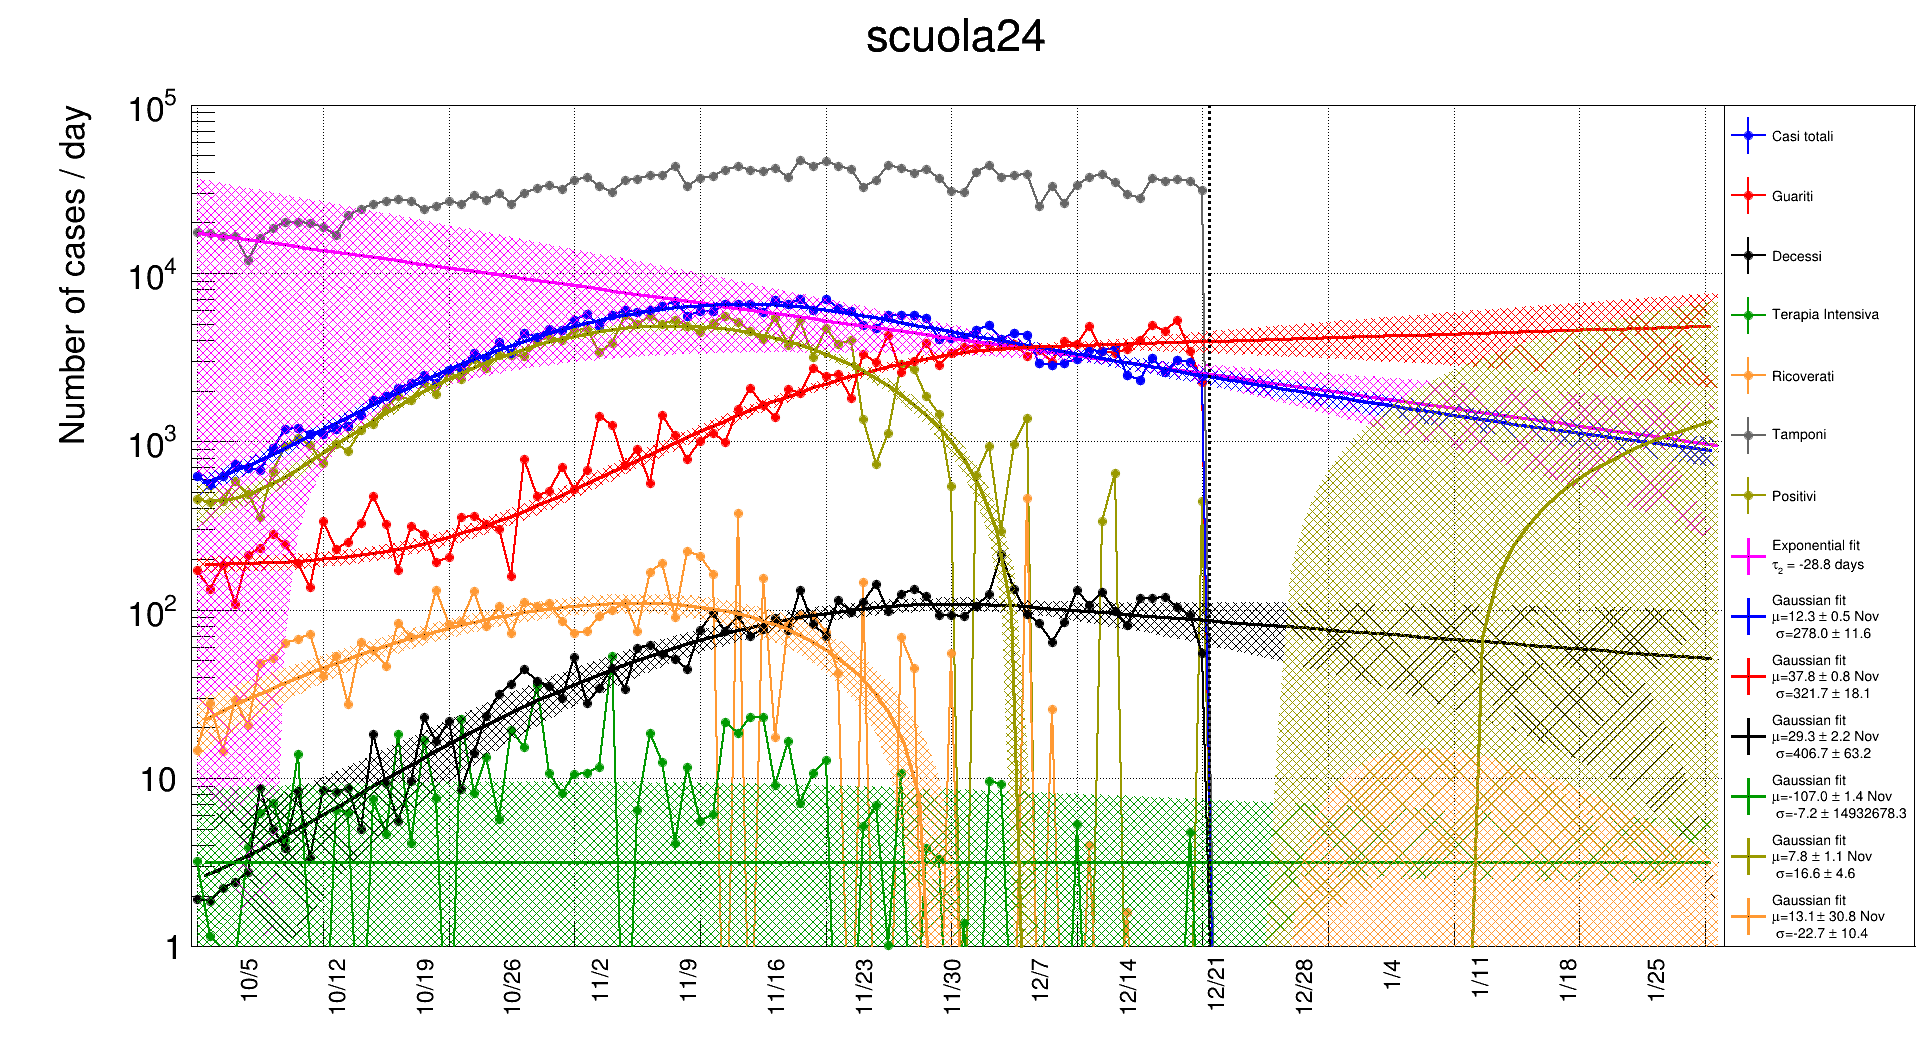 scuola24
Number of cases / day
10^5
10^4
10^3
10^2
10
1
10/5
10/12
10/19
10/26
11/2
11/9
11/16
11/23
11/30
12/7
12/14
12/21
12/28
1/4
1/11
1/18
1/25
Casi totali
Guariti
Decessi
Terapia Intensiva
Ricoverati
Tamponi
Positivi
Exponential fit
τ₂ = -28.8 days
Gaussian fit
μ=12.3 ± 0.5 Nov
σ=278.0 ± 11.6
Gaussian fit
μ=37.8 ± 0.8 Nov
σ=321.7 ± 18.1
Gaussian fit
μ=29.3 ± 2.2 Nov
σ=406.7 ± 63.2
Gaussian fit
μ=-107.0 ± 1.4 Nov
σ=-7.2 ± 14932678.3
Gaussian fit
μ=7.8 ± 1.1 Nov
σ=16.6 ± 4.6
Gaussian fit
μ=13.1 ± 30.8 Nov
σ=-22.7 ± 10.4